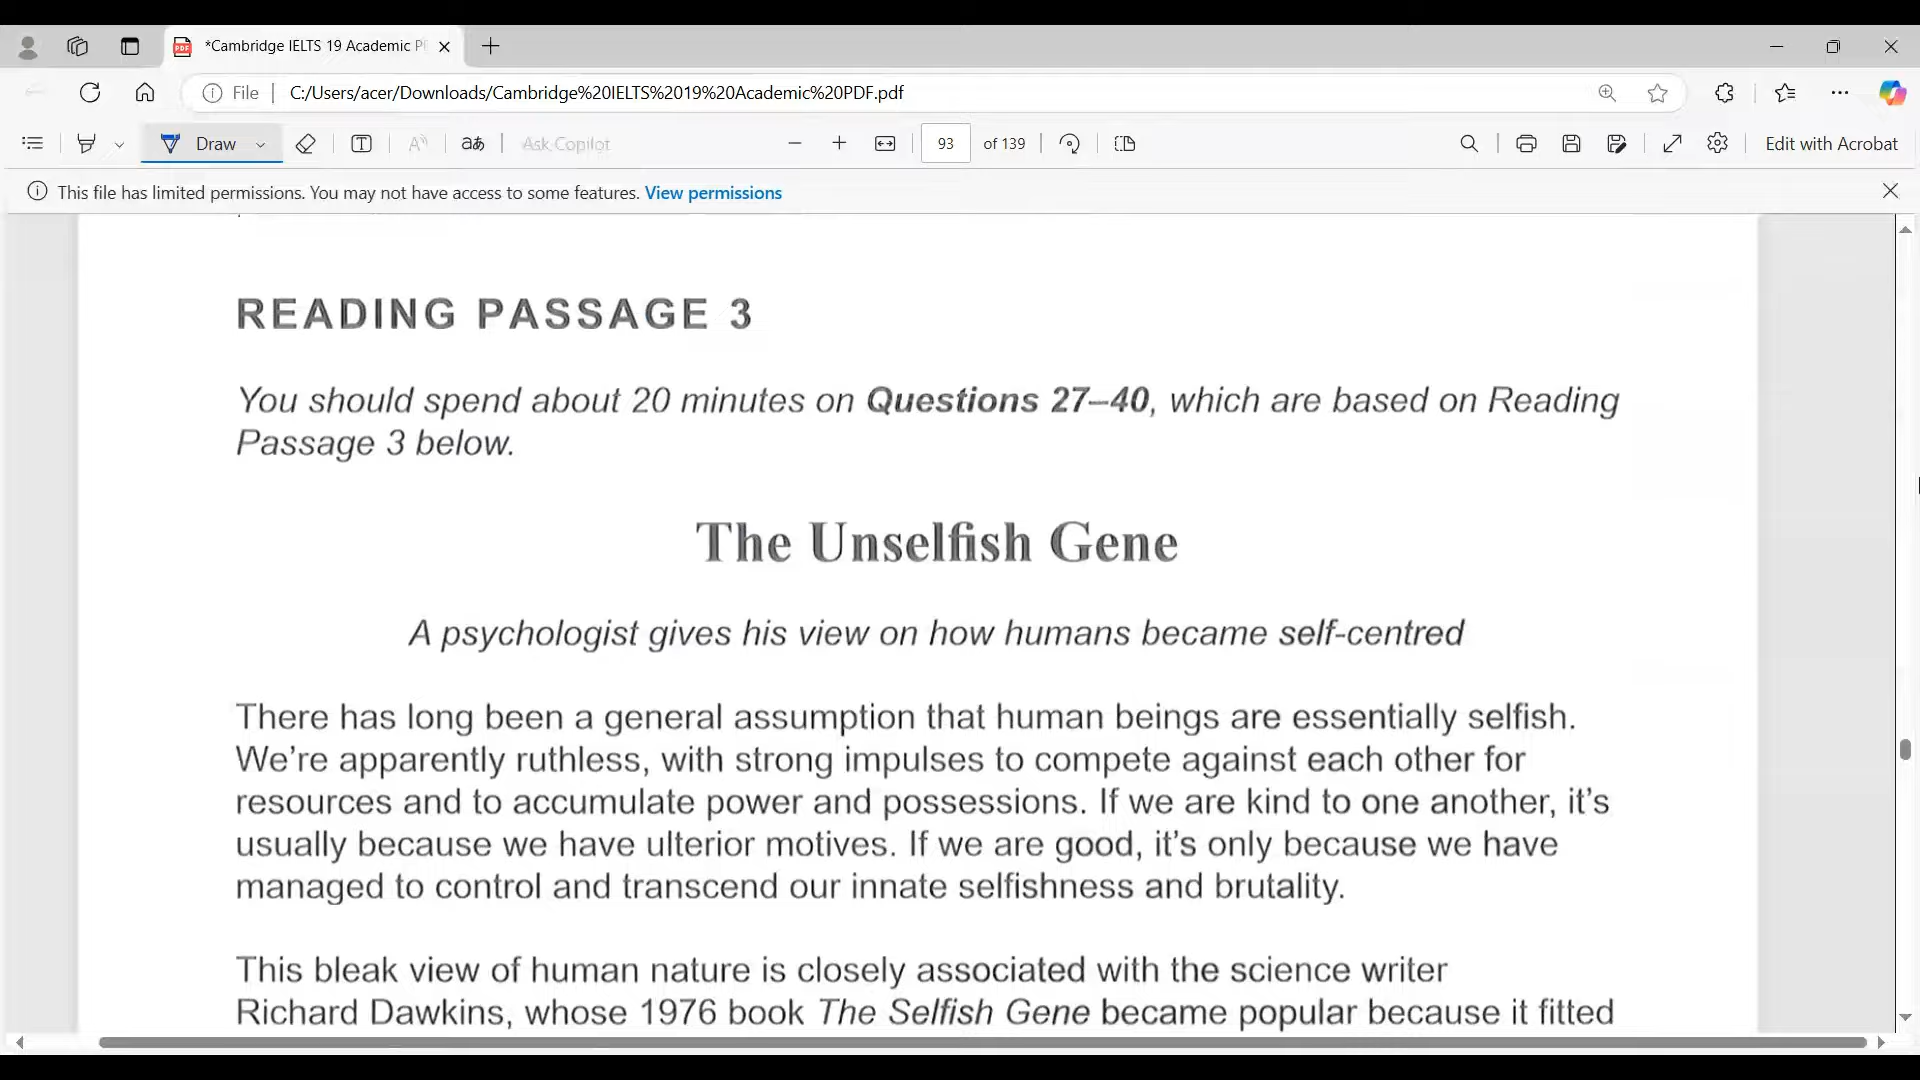 *Cambridge IELTS 19 Academic P
File
C:/Users/acer/Downloads/Cambridge%20IELTS%2019%20Academic%20PDF.pdf
Draw
Ask Copilot
93 of 139
Edit with Acrobat
This file has limited permissions. You may not have access to some features. View permissions
READING PASSAGE 3
You should spend about 20 minutes on Questions 27–40, which are based on Reading
Passage 3 below.
The Unselfish Gene
A psychologist gives his view on how humans became self-centred
There has long been a general assumption that human beings are essentially selfish.
We're apparently ruthless, with strong impulses to compete against each other for
resources and to accumulate power and possessions. If we are kind to one another, it's
usually because we have ulterior motives. If we are good, it's only because we have
managed to control and transcend our innate selfishness and brutality.
This bleak view of human nature is closely associated with the science writer
Richard Dawkins, whose 1976 book The Selfish Gene became popular because it fitted